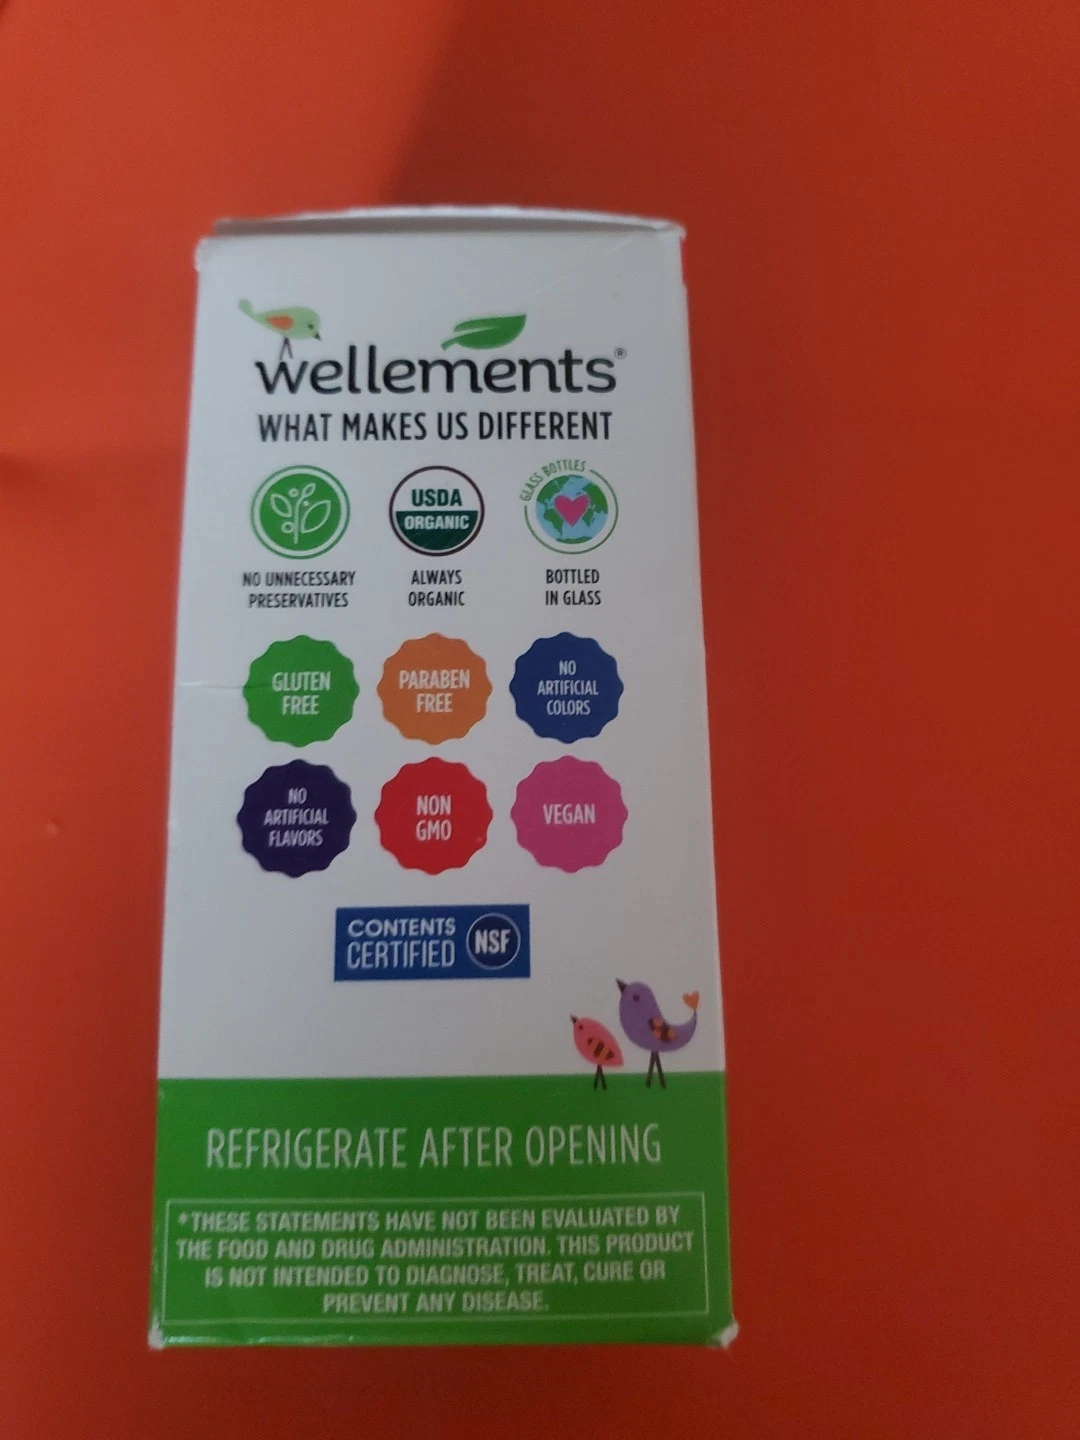 wellements®
WHAT MAKES US DIFFERENT
USDA
ORGANIC
GLASS BOTTLES
NO UNNECESSARY
PRESERVATIVES
ALWAYS
ORGANIC
BOTTLED
IN GLASS
GLUTEN
FREE
PARABEN
FREE
NO
ARTIFICIAL
COLORS
NO
ARTIFICIAL
FLAVORS
NON
GMO
VEGAN
CONTENTS
CERTIFIED
NSF
REFRIGERATE AFTER OPENING
*THESE STATEMENTS HAVE NOT BEEN EVALUATED BY
THE FOOD AND DRUG ADMINISTRATION. THIS PRODUCT
IS NOT INTENDED TO DIAGNOSE, TREAT, CURE OR
PREVENT ANY DISEASE.